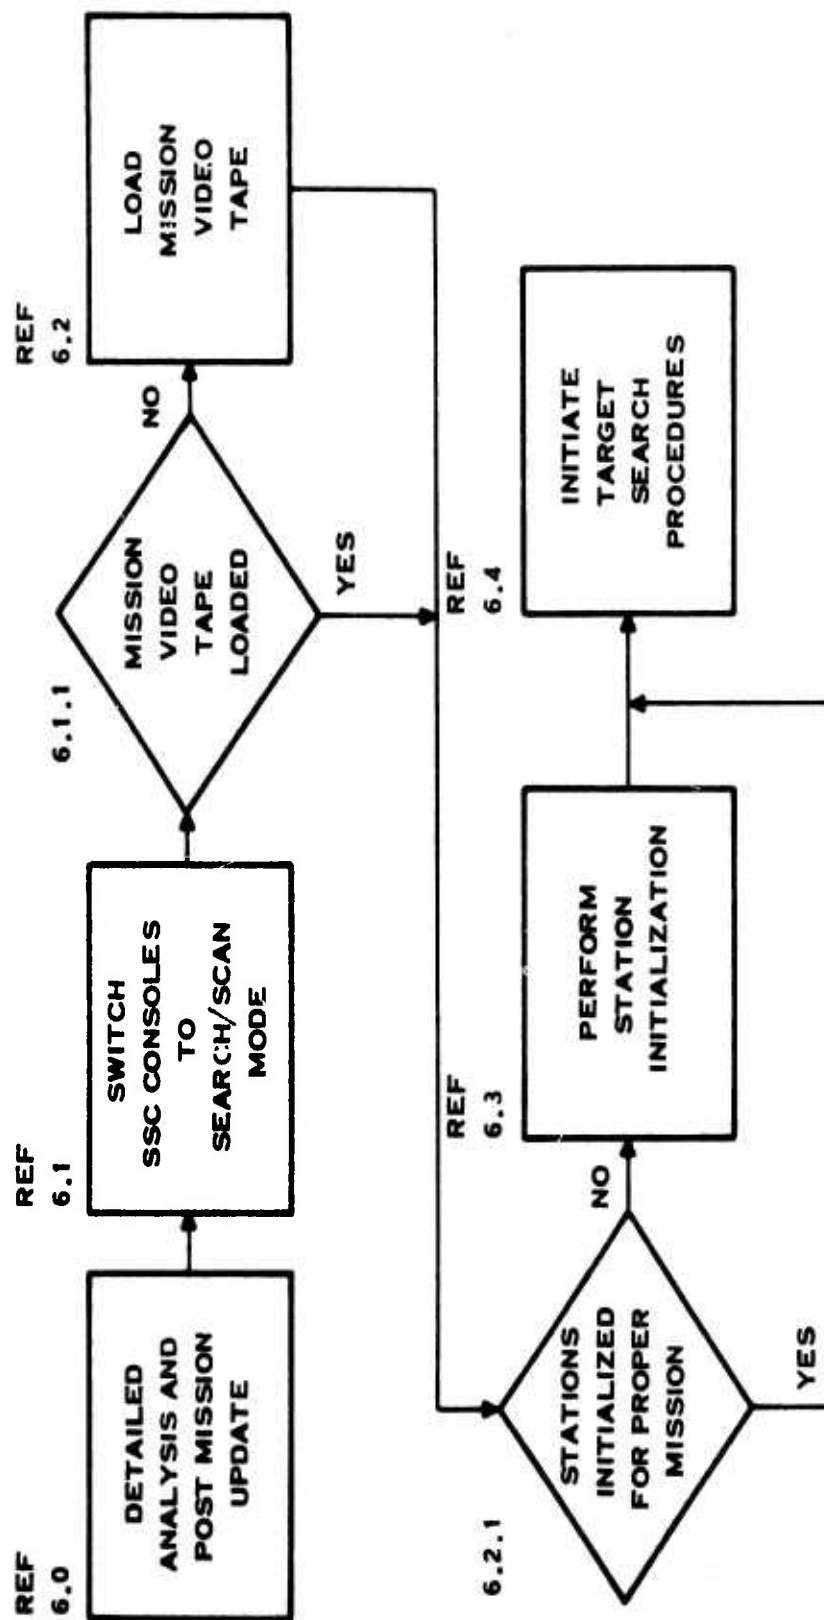 REF
6.0
DETAILED
ANALYSIS AND
POST MISSION
UPDATE
REF
6.1
SWITCH
SSC CONSOLES
TO
SEARCH/SCAN
MODE
6.1.1
MISSION
VIDEO
TAPE
LOADED
NO
YES
REF
6.2
LOAD
MISSION
VIDEO
TAPE
6.2.1
STATIONS
INITIALIZED
FOR PROPER
MISSION
NO
YES
REF
6.3
PERFORM
STATION
INITIALIZATION
REF
6.4
INITIATE
TARGET
SEARCH
PROCEDURES